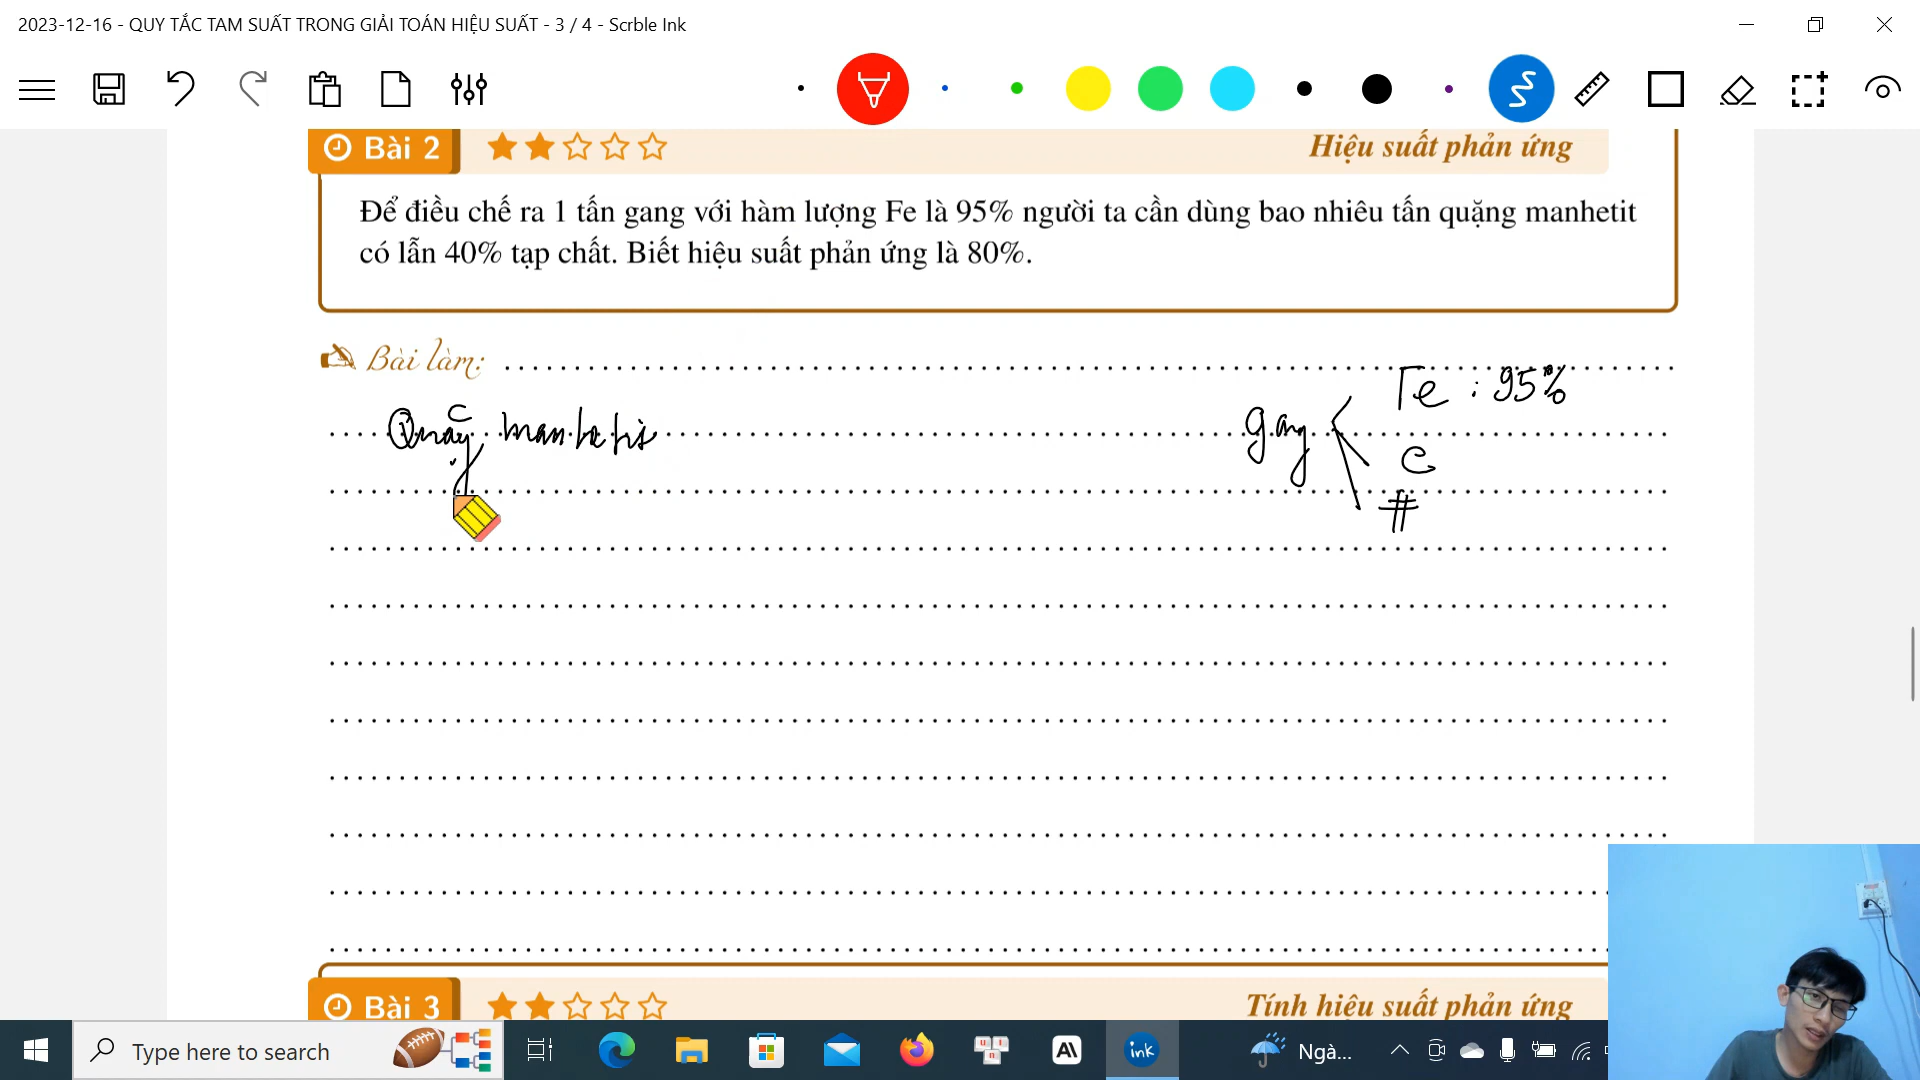 2023-12-16 - QUY TẮC TAM SUẤT TRONG GIẢI TOÁN HIỆU SUẤT - 3 / 4 - Scrble Ink
Bài 2
Hiệu suất phản ứng
Để điều chế ra 1 tấn gang với hàm lượng Fe là 95% người ta cần dùng bao nhiêu tấn quặng manhetit
có lẫn 40% tạp chất. Biết hiệu suất phản ứng là 80%.
Bài làm:
Fe : 95%
Quặng manhetit
gang
C
#
Bài 3
Tính hiệu suất phản ứng
Type here to search
ink
Ngà...